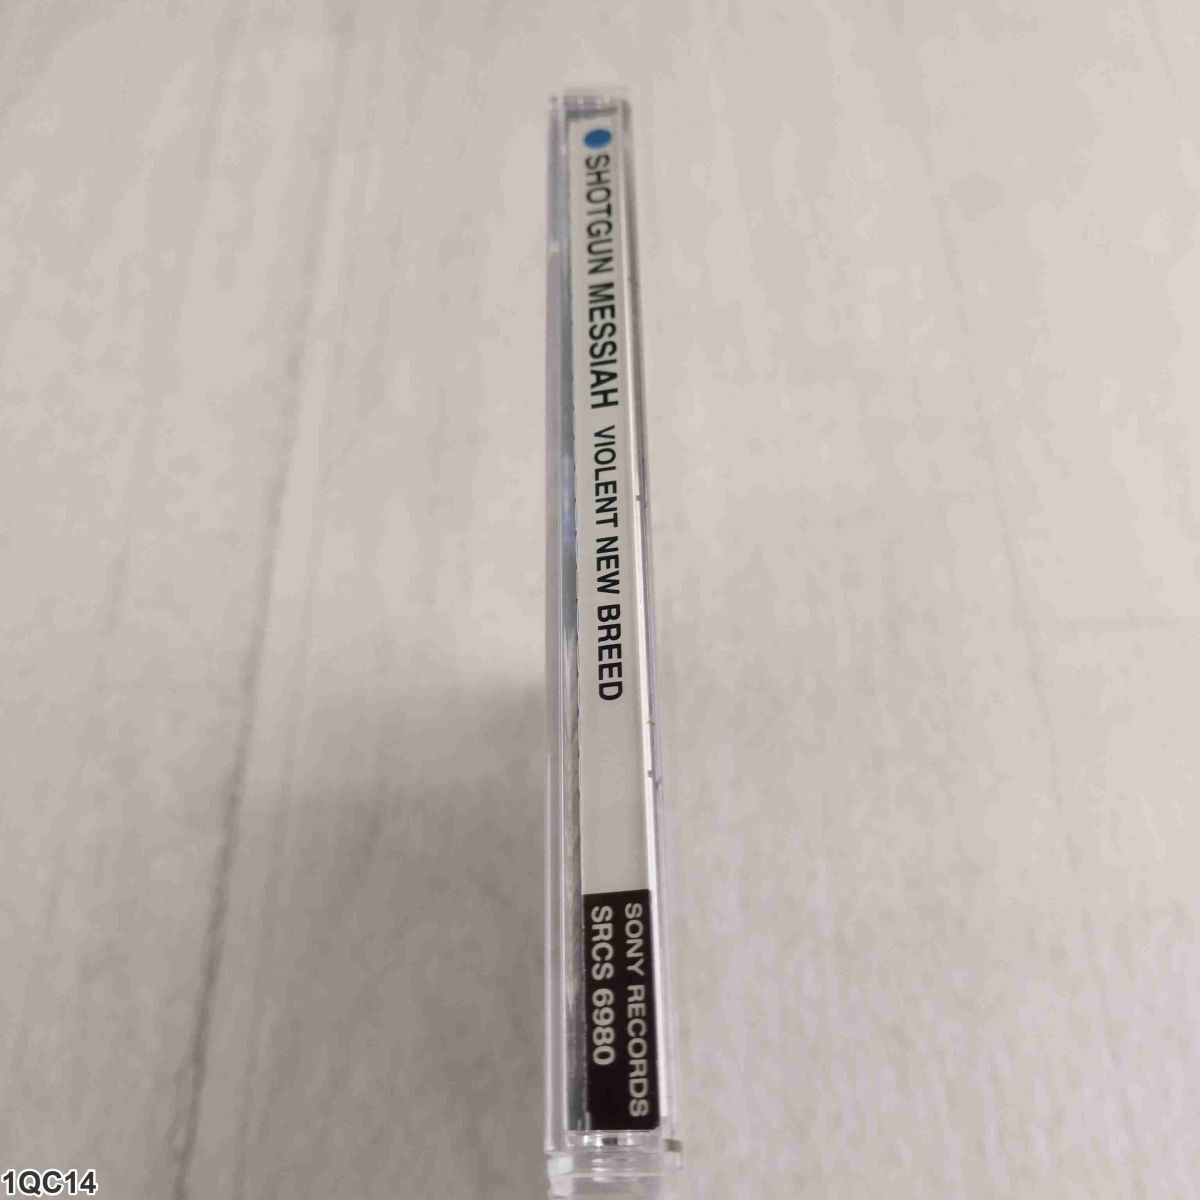 SHOTGUN MESSIAH VIOLENT NEW BREED
SONY RECORDS
SRCS 6980
1QC14